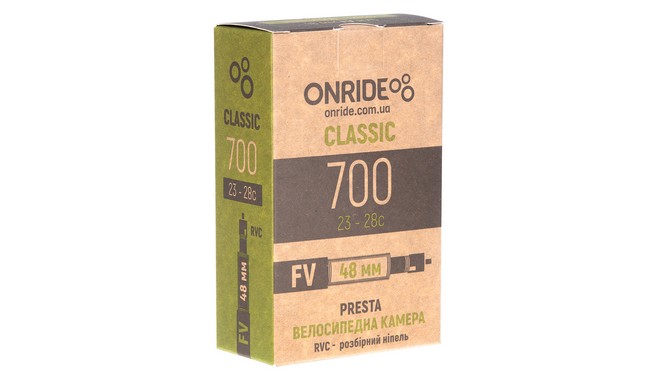 CLASSIC
700
23 - 28c
RVC
FV 48 мм
ONRIDE
onride.com.ua
CLASSIC
700
23 - 28c
FV 48 мм
PRESTA
ВЕЛОСИПЕДНА КАМЕРА
RVC - розбірний ніпель